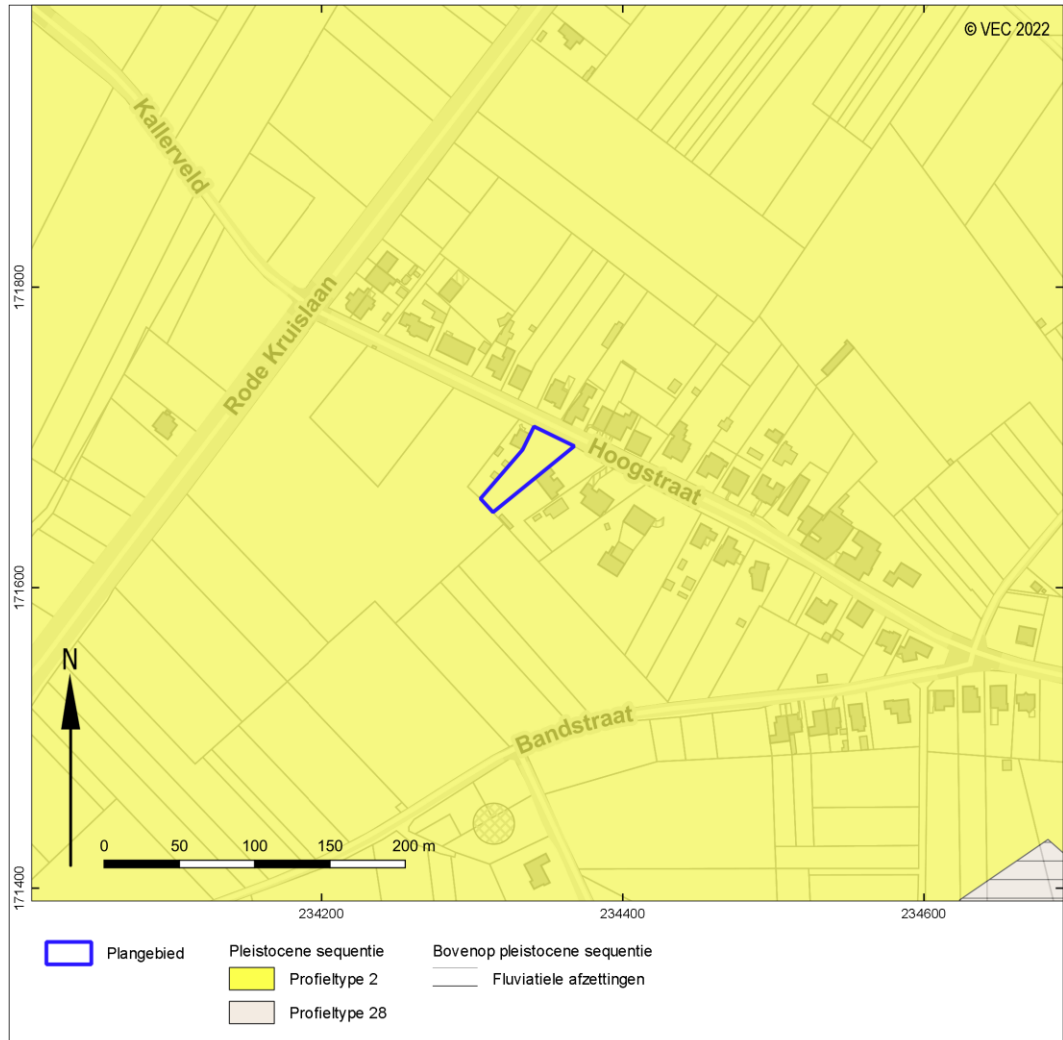 © VEC 2022
Kallerveld
171800
Rode Kruislaan
Hoogstraat
171600
N
Bandstraat
0 50 100 150 200 m
171400
234200 234400 234600
Plangebied
Pleistocene sequentie
Profieltype 2
Profieltype 28
Bovenop pleistocene sequentie
Fluviatiele afzettingen